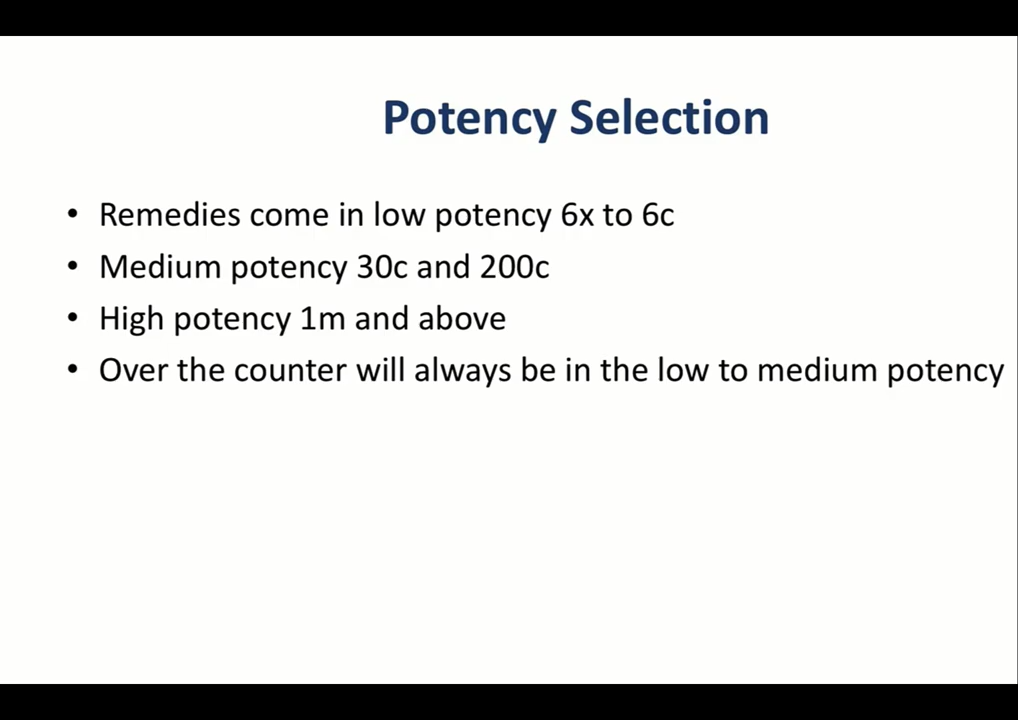 Potency Selection
• Remedies come in low potency 6x to 6c
• Medium potency 30c and 200c
• High potency 1m and above
• Over the counter will always be in the low to medium potency